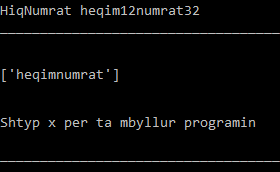 HiqNumrat heqim12numrat32
['heqimnumrat']
Shtyp x per ta mbyllur programin